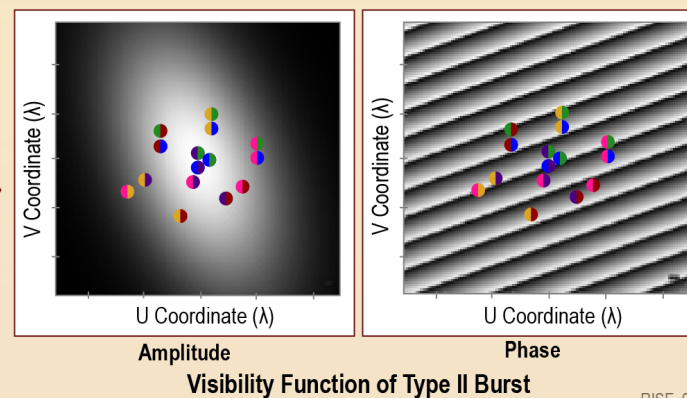 V Coordinate (λ)
U Coordinate (λ)
V Coordinate (λ)
U Coordinate (λ)
Amplitude
Phase
Visibility Function of Type II Burst